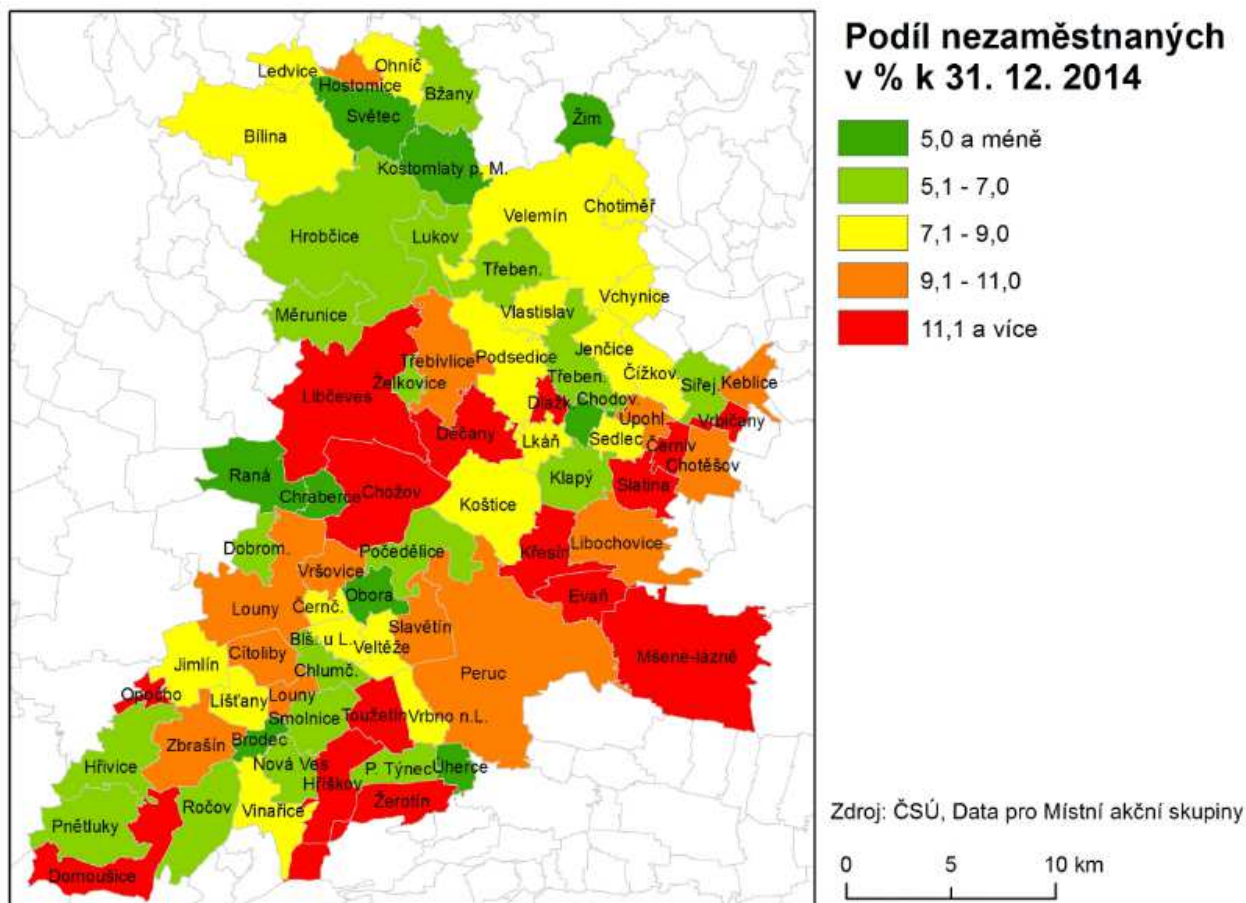 Podíl nezaměstnaných
v % k 31. 12. 2014
5,0 a méně
5,1 - 7,0
7,1 - 9,0
9,1 - 11,0
11,1 a více
Ohníč
Ledvice
Hostomice
Bžany
Světec
Žim
Bílina
Kostomlaty p. M.
Chotiměř
Velemín
Hrobčice
Lukov
Třeben.
Vchynice
Měrunice
Vlastislav
Jenčice
Třebívlice
Podsedice
Želkovice
Třeben.
Čížkov.
Siřej.
Keblice
Libčeves
Dlažk.
Chodov.
Úpohl.
Vrbičany
Děčany
Lkáň
Sedlec
Černiv
Chotěšov
Raná
Klapý
Slatina
Chraberce
Chožov
Koštice
Dobrom.
Počedělice
Křesín
Libochovice
Vršovice
Obora
Evaň
Louny
Černč.
Slavětín
Blš. u L.
Veltěže
Mšené-lázně
Jimlín
Cítoliby
Chlumč.
Peruc
Opočno
Líšťany
Louny
Smolnice
Toužetín
Vrbno n.L.
Zbrašín
Brodec
Hřivice
Nová Ves
P. Týnec
Úherce
Hříškov
Žerotín
Ročov
Vinařice
Pnětluky
Domoušice
Zdroj: ČSÚ, Data pro Místní akční skupiny
0 5 10 km